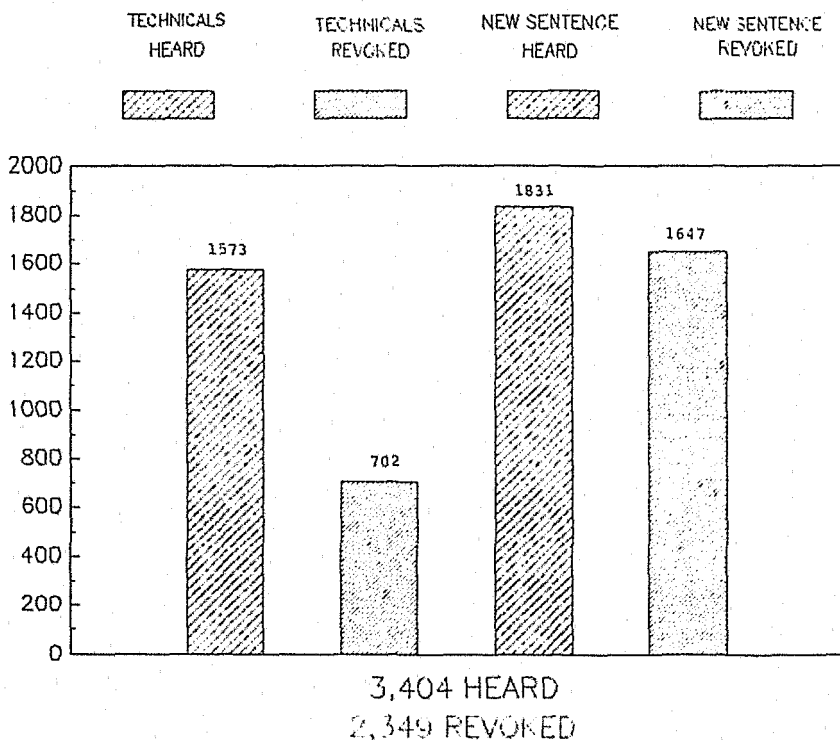 TECHNICALS HEARD
TECHNICALS REVOKED
NEW SENTENCE HEARD
NEW SENTENCE REVOKED
2000
1800
1600
1400
1200
1000
800
600
400
200
0
1573
702
1831
1647
3,404 HEARD
2,349 REVOKED